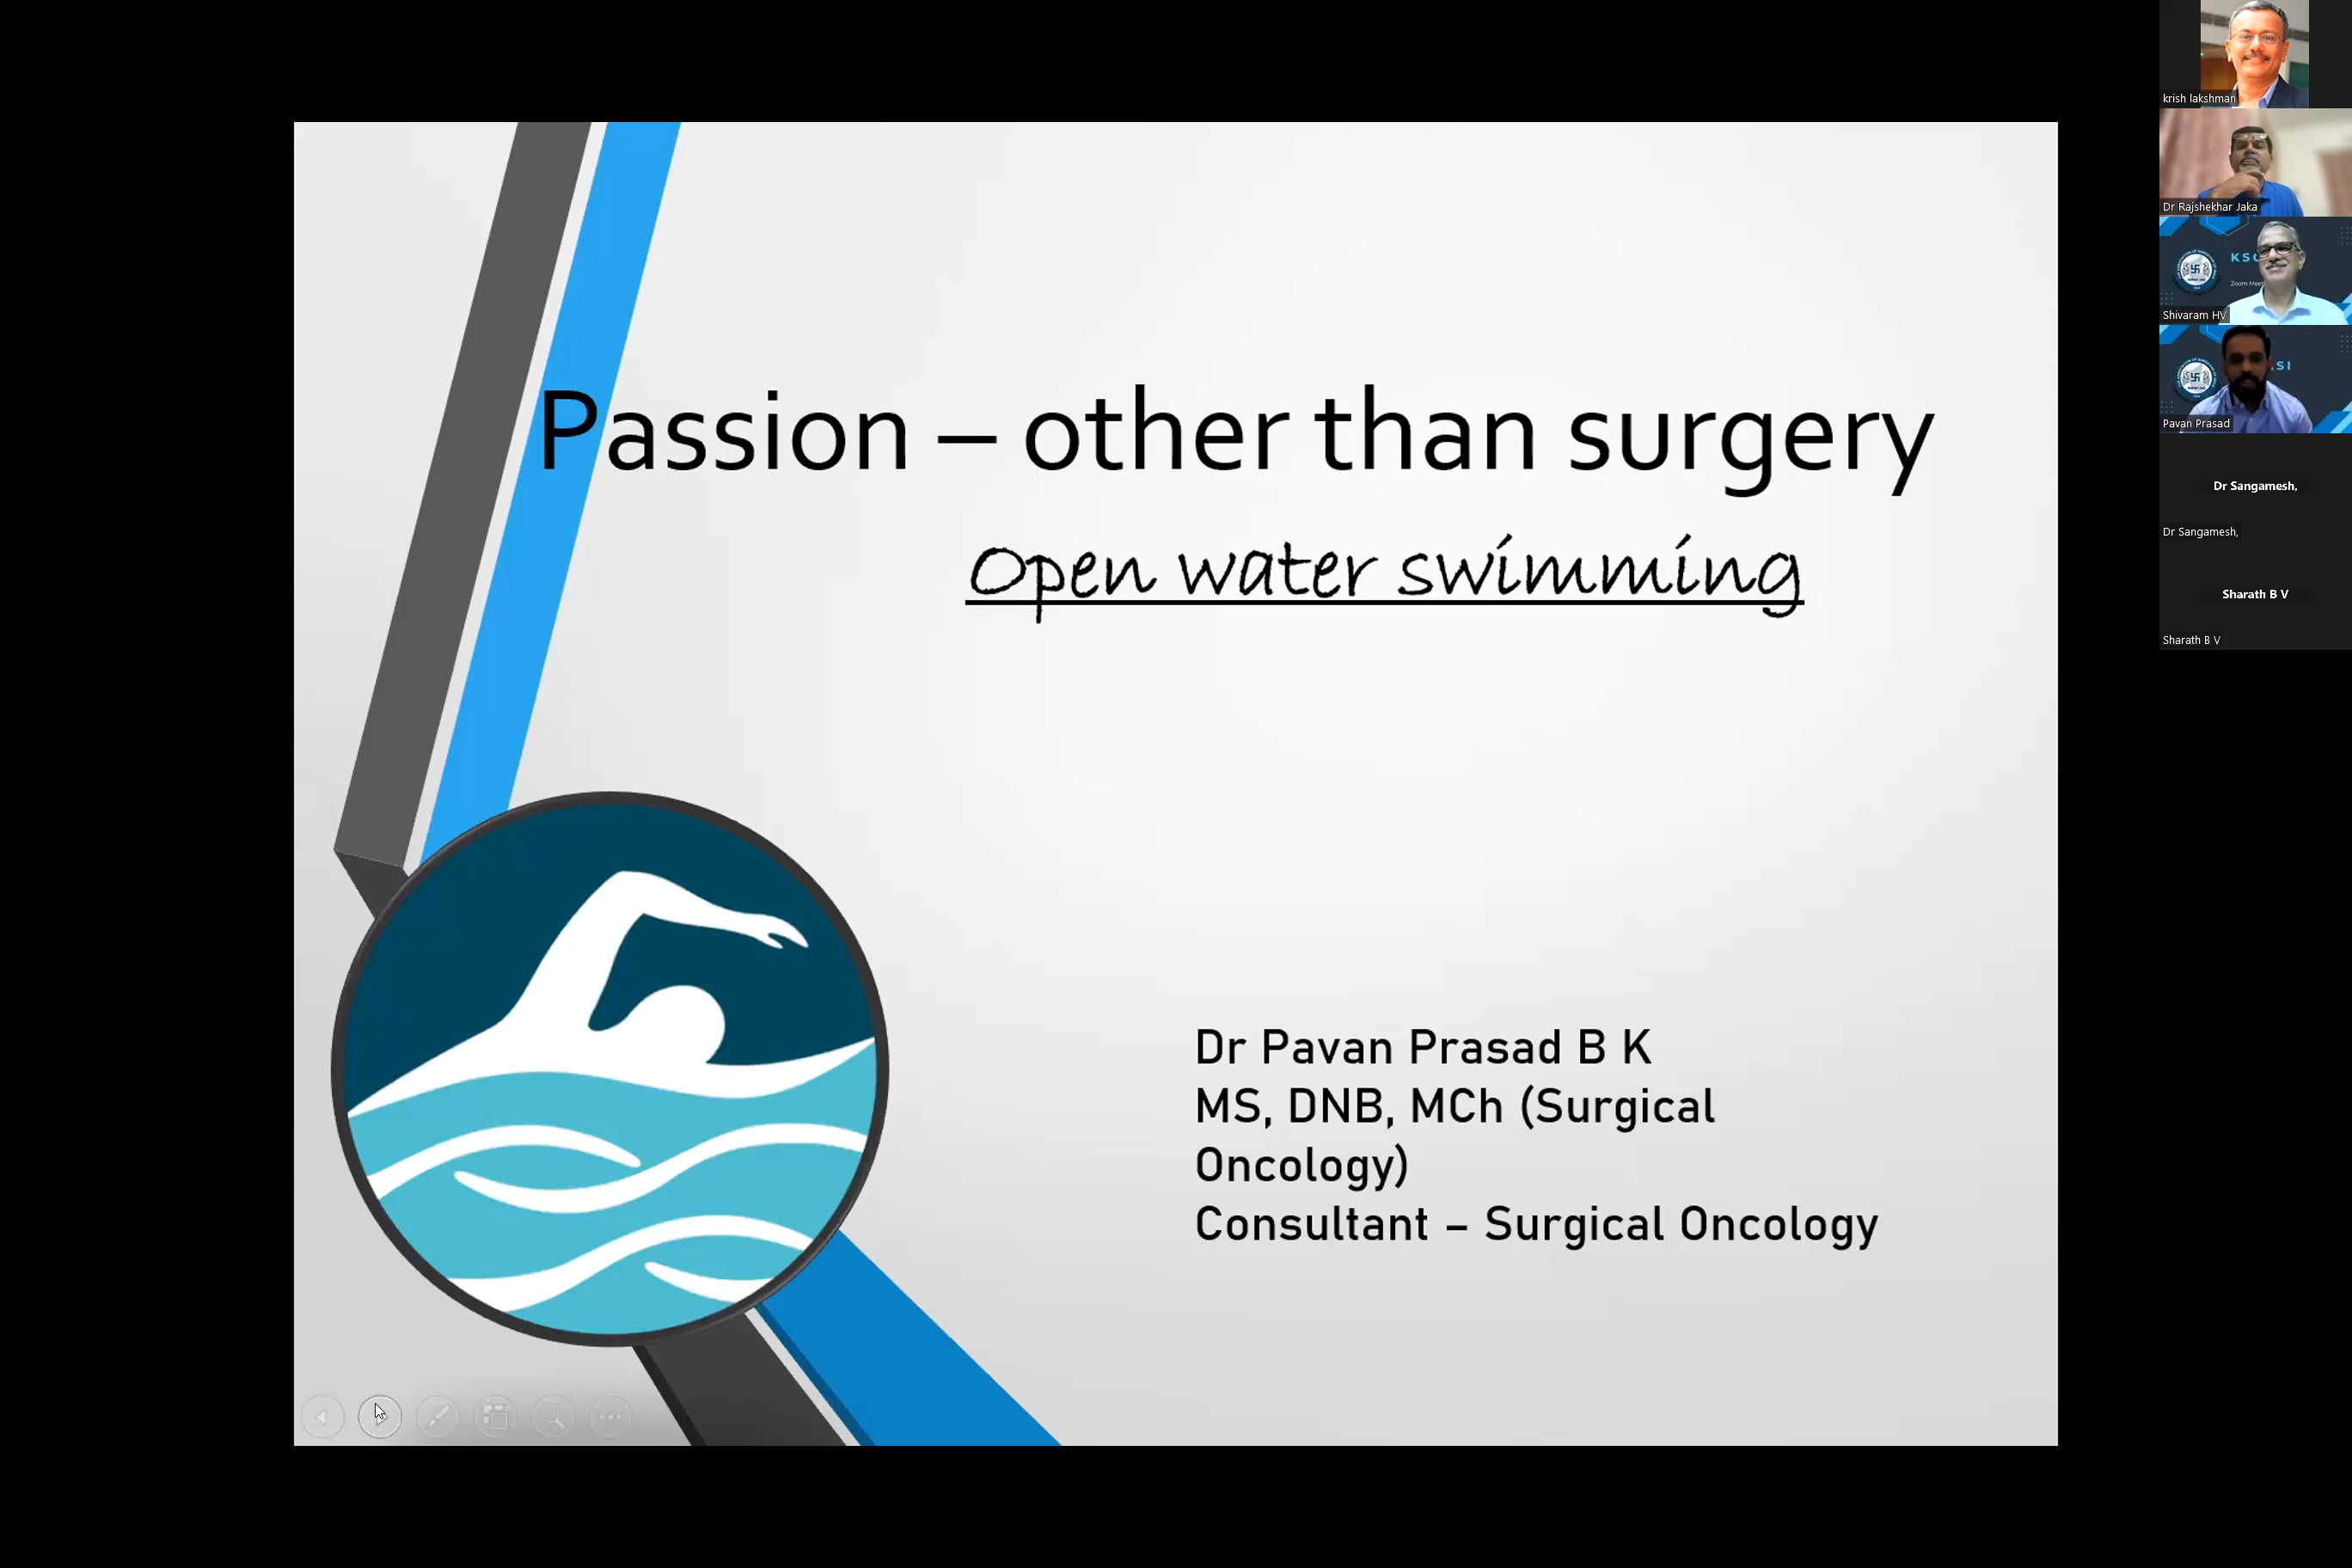 Passion – other than surgery
Open water swimming
Dr Pavan Prasad B K
MS, DNB, MCh (Surgical
Oncology)
Consultant – Surgical Oncology
krish lakshman
Dr Rajshekhar Jaka
Shivaram HV
Pavan Prasad
Dr Sangamesh,
Dr Sangamesh,
Sharath B V
Sharath B V